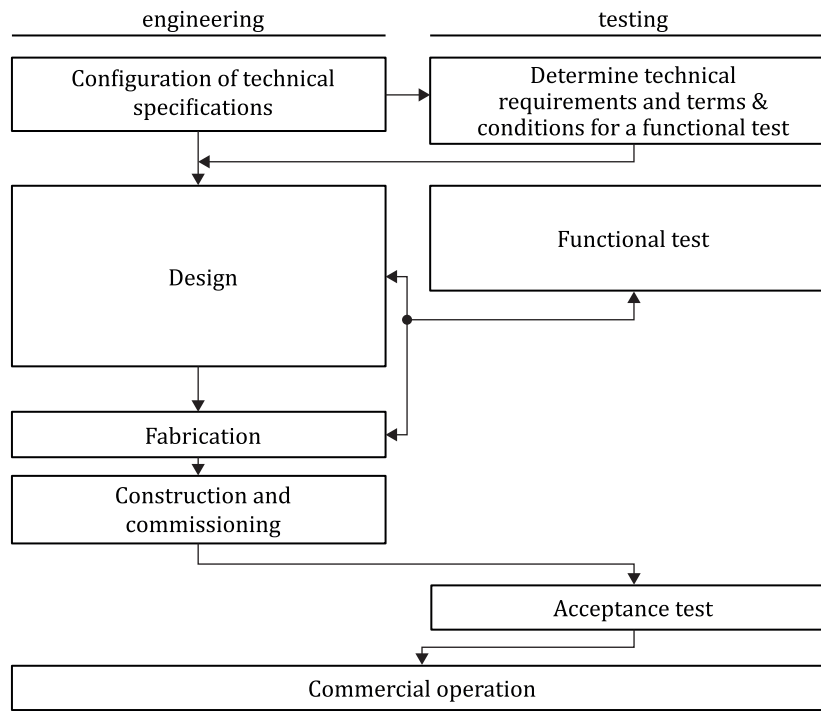 engineering
testing
Configuration of technical
specifications
Determine technical
requirements and terms &
conditions for a functional test
Design
Functional test
Fabrication
Construction and
commissioning
Acceptance test
Commercial operation